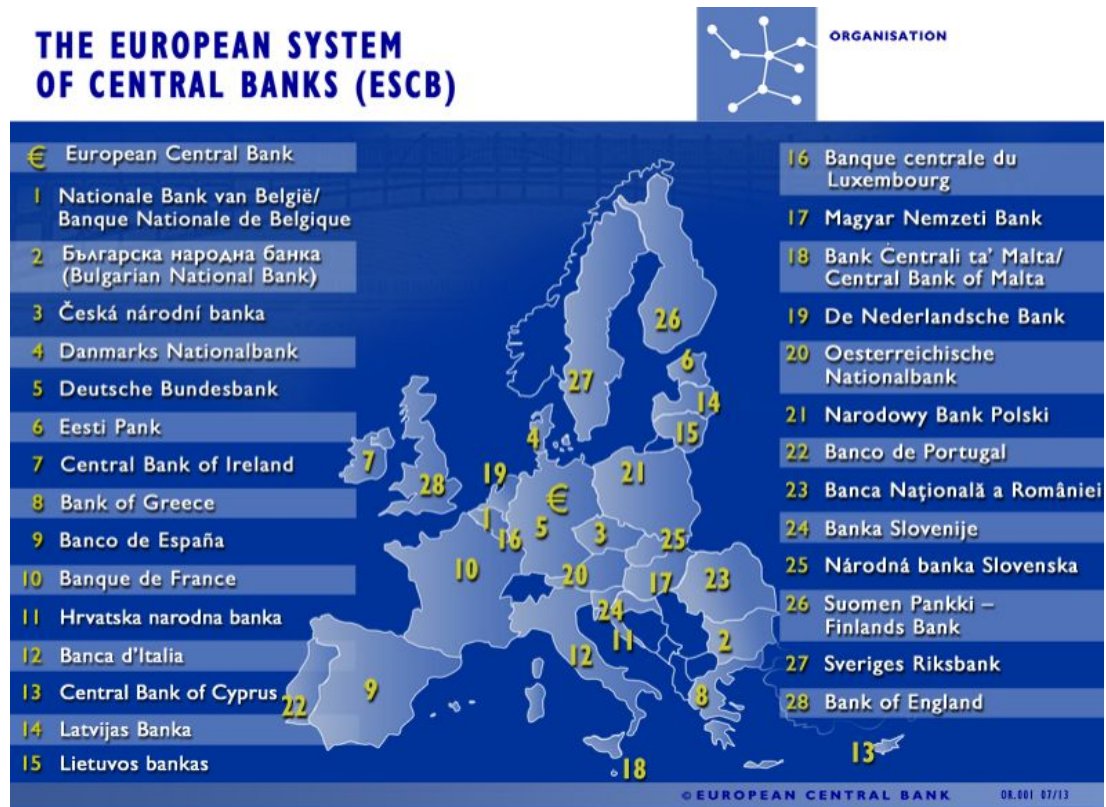 THE EUROPEAN SYSTEM
OF CENTRAL BANKS (ESCB)
ORGANISATION
€ European Central Bank
1 Nationale Bank van België/
Banque Nationale de Belgique
2 Българска народна банка
(Bulgarian National Bank)
3 Česká národní banka
4 Danmarks Nationalbank
5 Deutsche Bundesbank
6 Eesti Pank
7 Central Bank of Ireland
8 Bank of Greece
9 Banco de España
10 Banque de France
11 Hrvatska narodna banka
12 Banca d'Italia
13 Central Bank of Cyprus
14 Latvijas Banka
15 Lietuvos bankas
16 Banque centrale du
Luxembourg
17 Magyar Nemzeti Bank
18 Bank Ċentrali ta' Malta/
Central Bank of Malta
19 De Nederlandsche Bank
20 Oesterreichische
Nationalbank
21 Narodowy Bank Polski
22 Banco de Portugal
23 Banca Naţională a României
24 Banka Slovenije
25 Národná banka Slovenska
26 Suomen Pankki –
Finlands Bank
27 Sveriges Riksbank
28 Bank of England
26
6
27
14
15
4
7
19
21
28
€
1
5
3
16
25
10
20
17
23
24
11
2
12
9
8
22
13
18
© EUROPEAN CENTRAL BANK OR.001 07/13